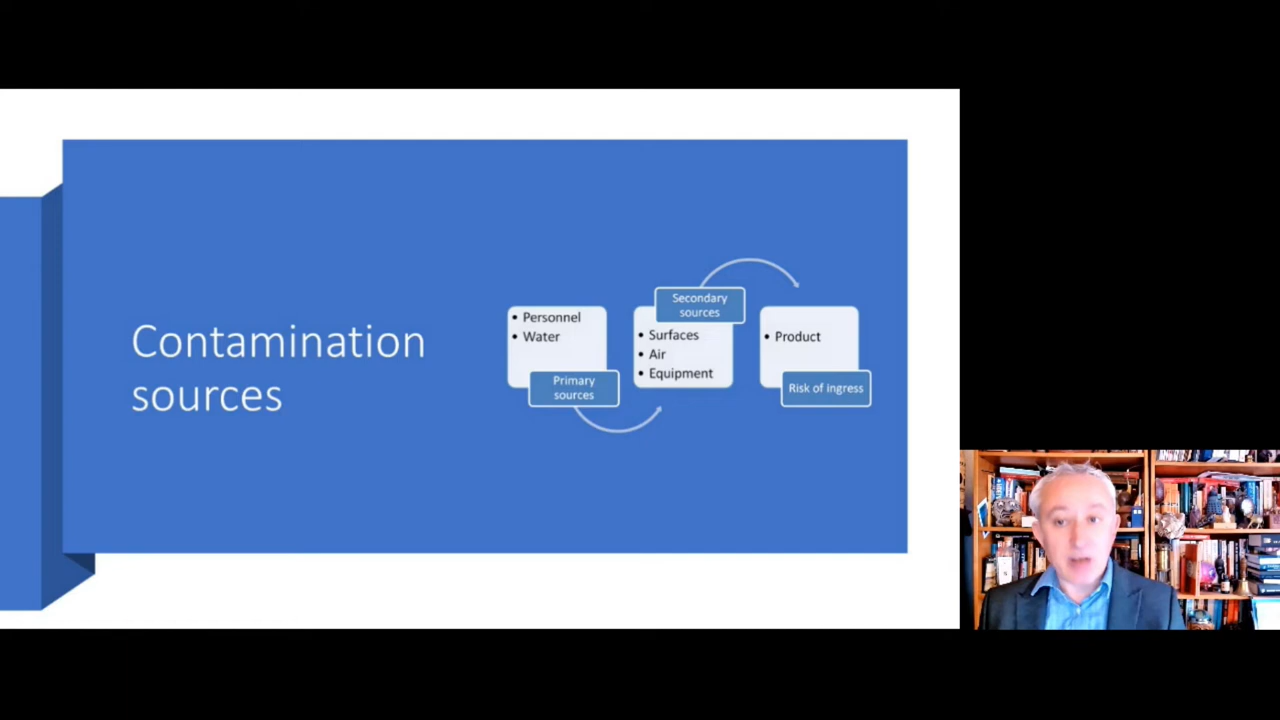 Contamination
sources
Personnel
Water
Primary
sources
Secondary
sources
Surfaces
Air
Equipment
Product
Risk of ingress